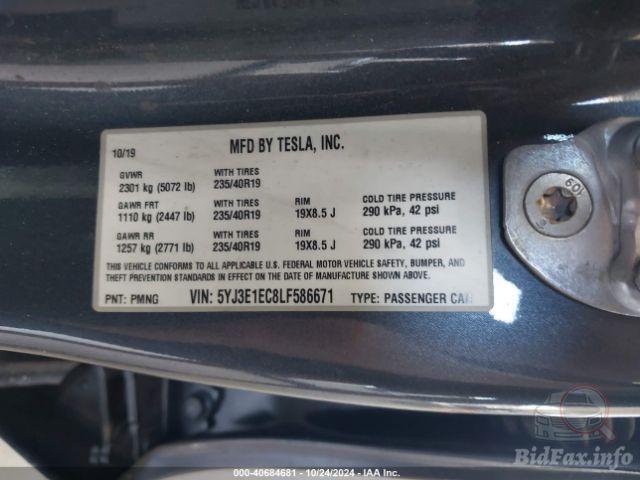 10/19 MFD BY TESLA, INC.
GVWR WITH TIRES
2301 kg (5072 lb) 235/40R19
GAWR FRT WITH TIRES RIM COLD TIRE PRESSURE
1110 kg (2447 lb) 235/40R19 19X8.5 J 290 kPa, 42 psi
GAWR RR WITH TIRES RIM COLD TIRE PRESSURE
1257 kg (2771 lb) 235/40R19 19X8.5 J 290 kPa, 42 psi
THIS VEHICLE CONFORMS TO ALL APPLICABLE U.S. FEDERAL MOTOR VEHICLE SAFETY, BUMPER, AND
THEFT PREVENTION STANDARDS IN EFFECT ON THE DATE OF MANUFACTURE SHOWN ABOVE.
PNT: PMNG VIN: 5YJ3E1EC8LF586671 TYPE: PASSENGER CAR
109
BidFax.info
000-40684681 - 10/24/2024 - IAA Inc.